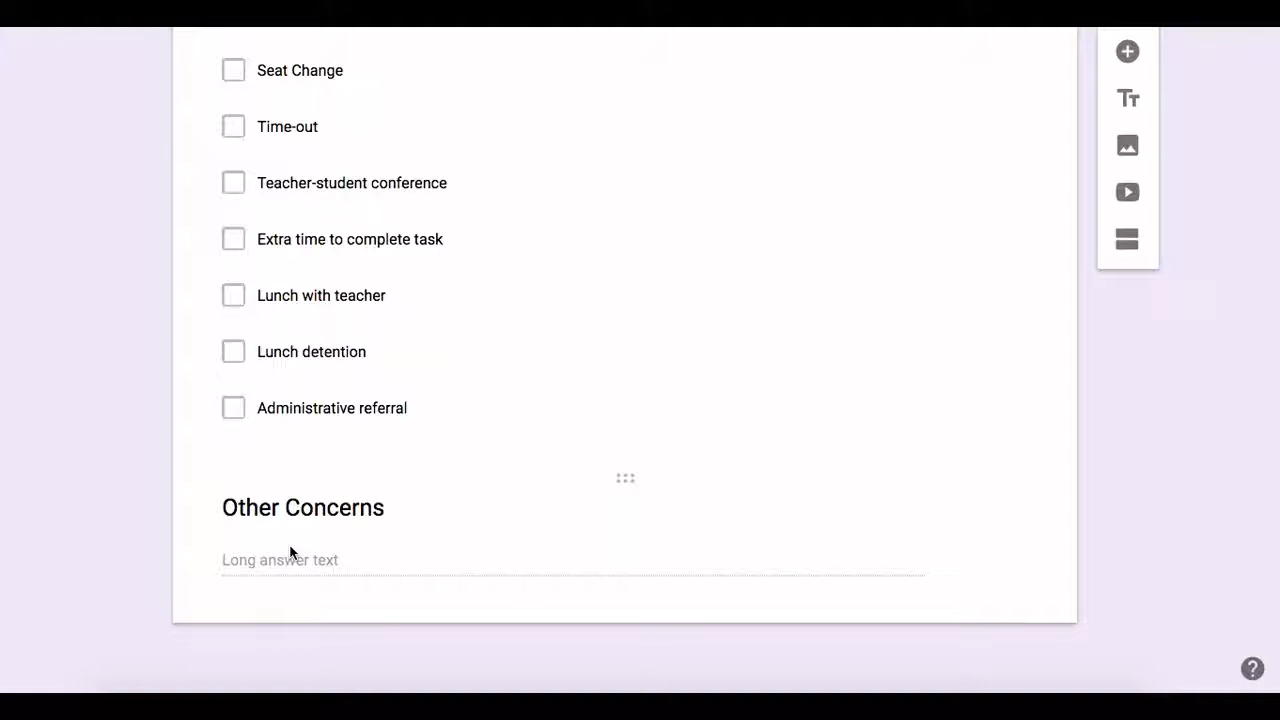 Seat Change
Time-out
Teacher-student conference
Extra time to complete task
Lunch with teacher
Lunch detention
Administrative referral
Other Concerns
Long answer text